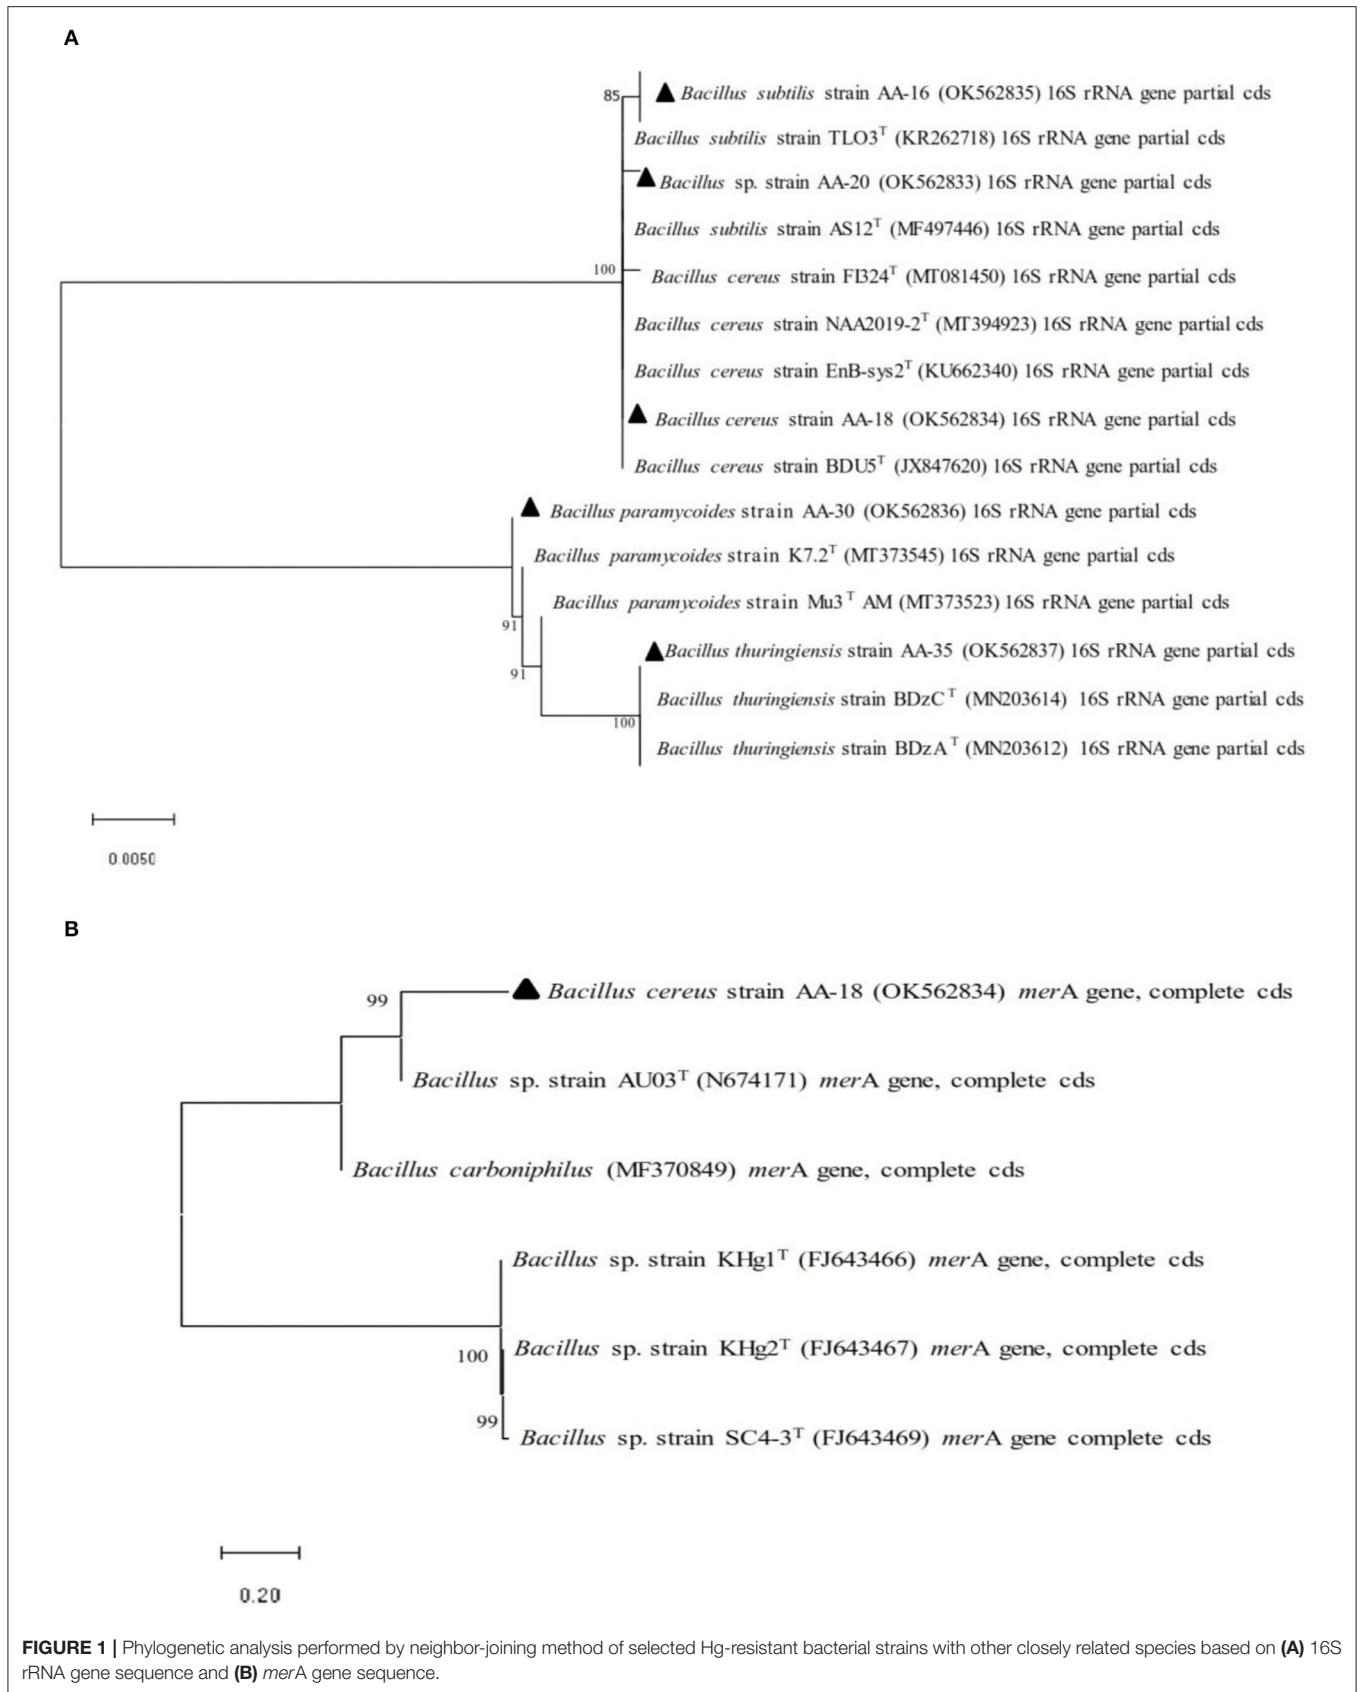 A
85 ▲ Bacillus subtilis strain AA-16 (OK562835) 16S rRNA gene partial cds
Bacillus subtilis strain TLO3T (KR262718) 16S rRNA gene partial cds
▲ Bacillus sp. strain AA-20 (OK562833) 16S rRNA gene partial cds
Bacillus subtilis strain AS12T (MF497446) 16S rRNA gene partial cds
100 Bacillus cereus strain FI324T (MT081450) 16S rRNA gene partial cds
Bacillus cereus strain NAA2019-2T (MT394923) 16S rRNA gene partial cds
Bacillus cereus strain EnB-sys2T (KU662340) 16S rRNA gene partial cds
▲ Bacillus cereus strain AA-18 (OK562834) 16S rRNA gene partial cds
Bacillus cereus strain BDU5T (JX847620) 16S rRNA gene partial cds
▲ Bacillus paramycoides strain AA-30 (OK562836) 16S rRNA gene partial cds
Bacillus paramycoides strain K7.2T (MT373545) 16S rRNA gene partial cds
Bacillus paramycoides strain Mu3T AM (MT373523) 16S rRNA gene partial cds
91
▲ Bacillus thuringiensis strain AA-35 (OK562837) 16S rRNA gene partial cds
91
Bacillus thuringiensis strain BDzCT (MN203614) 16S rRNA gene partial cds
100
Bacillus thuringiensis strain BDzAT (MN203612) 16S rRNA gene partial cds
0.0050
B
99 ▲ Bacillus cereus strain AA-18 (OK562834) merA gene, complete cds
Bacillus sp. strain AU03T (N674171) merA gene, complete cds
Bacillus carboniphilus (MF370849) merA gene, complete cds
Bacillus sp. strain KHg1T (FJ643466) merA gene, complete cds
100 Bacillus sp. strain KHg2T (FJ643467) merA gene, complete cds
99 Bacillus sp. strain SC4-3T (FJ643469) merA gene complete cds
0.20
FIGURE 1 | Phylogenetic analysis performed by neighbor-joining method of selected Hg-resistant bacterial strains with other closely related species based on (A) 16S
rRNA gene sequence and (B) merA gene sequence.